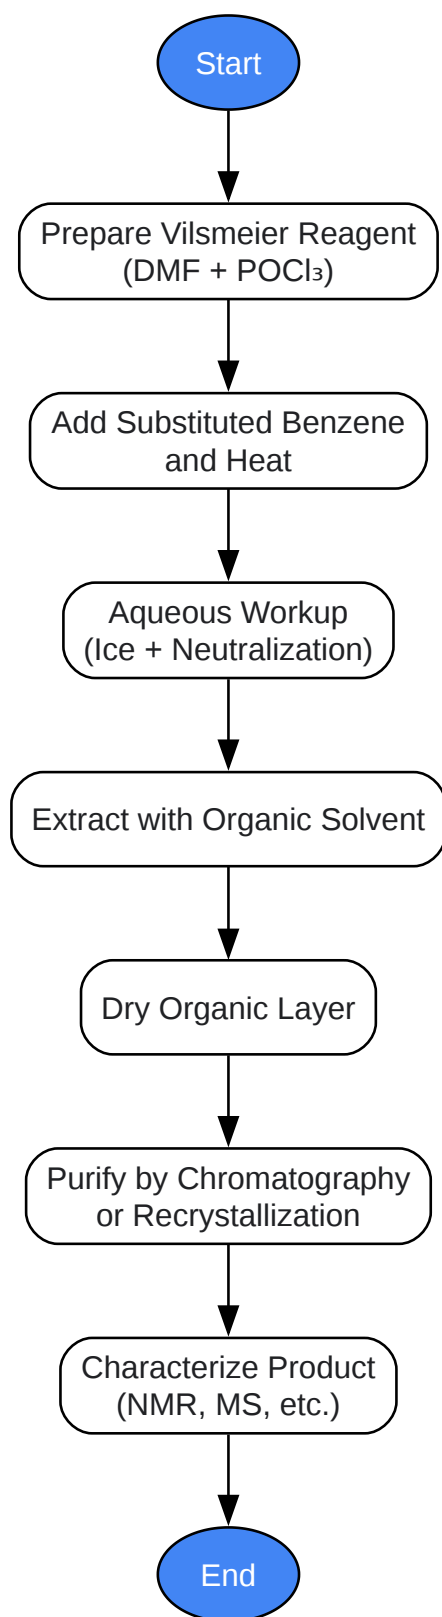 Start
Prepare Vilsmeier Reagent
(DMF + POCl₃)
Add Substituted Benzene
and Heat
Aqueous Workup
(Ice + Neutralization)
Extract with Organic Solvent
Dry Organic Layer
Purify by Chromatography
or Recrystallization
Characterize Product
(NMR, MS, etc.)
End